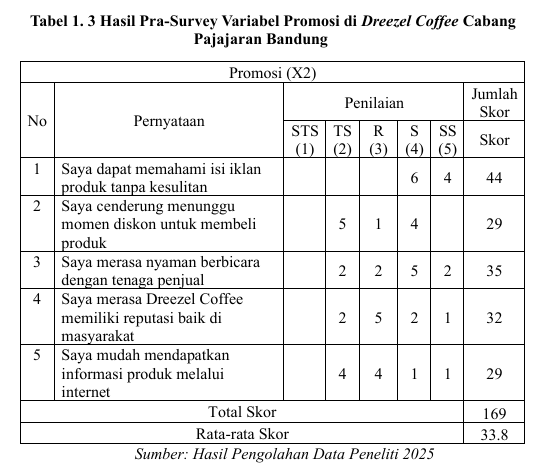 Tabel 1. 3 Hasil Pra-Survey Variabel Promosi di Dreezel Coffee Cabang
Pajajaran Bandung
Promosi (X2)
No
Pernyataan
Penilaian
Jumlah
Skor
STS
(1)
TS
(2)
R
(3)
S
(4)
SS
(5)
Skor
1
Saya dapat memahami isi iklan
produk tanpa kesulitan
6
4
44
2
Saya cenderung menunggu
momen diskon untuk membeli
produk
5
1
4
29
3
Saya merasa nyaman berbicara
dengan tenaga penjual
2
2
5
2
35
4
Saya merasa Dreezel Coffee
memiliki reputasi baik di
masyarakat
2
5
2
1
32
5
Saya mudah mendapatkan
informasi produk melalui
internet
4
4
1
1
29
Total Skor
169
Rata-rata Skor
33.8
Sumber: Hasil Pengolahan Data Peneliti 2025